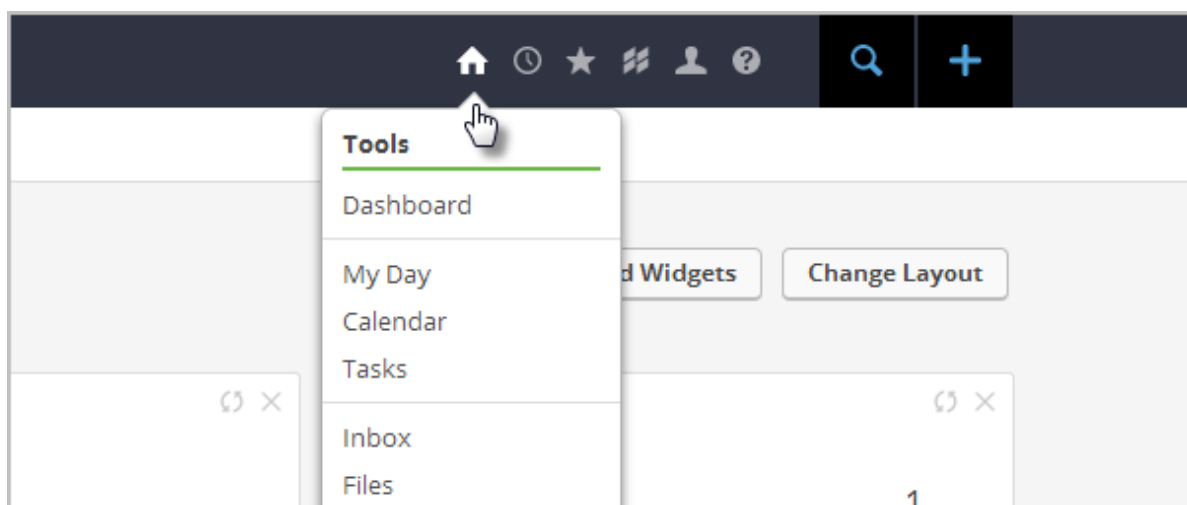 Tools
Dashboard
My Day
d Widgets
Change Layout
Calendar
Tasks
Inbox
Files
1